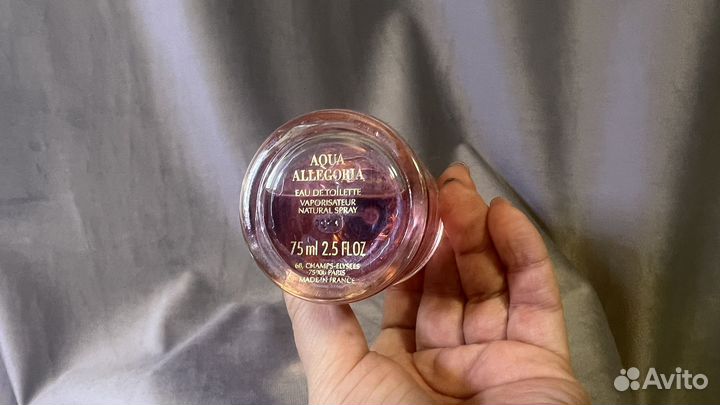 AQUA
ALLEGORIA
EAU DE TOILETTE
VAPORISATEUR
NATURAL SPRAY
75 ml 2.5 FL.OZ
68, CHAMPS-ELYSEES
75008 PARIS
MADE IN FRANCE
Avito